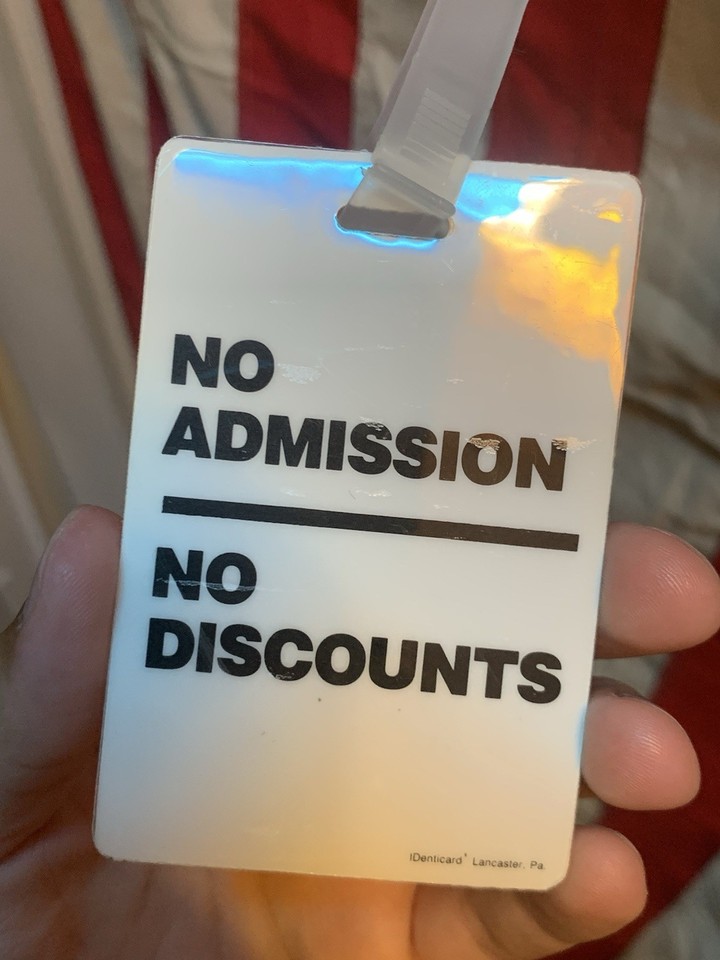 NO
ADMISSION
NO
DISCOUNTS
IDenticard® Lancaster, Pa.